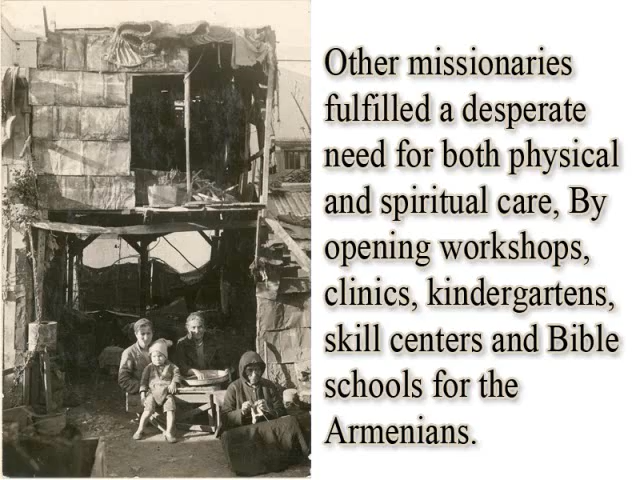 Other missionaries
fulfilled a desperate
need for both physical
and spiritual care, By
opening workshops,
clinics, kindergartens,
skill centers and Bible
schools for the
Armenians.